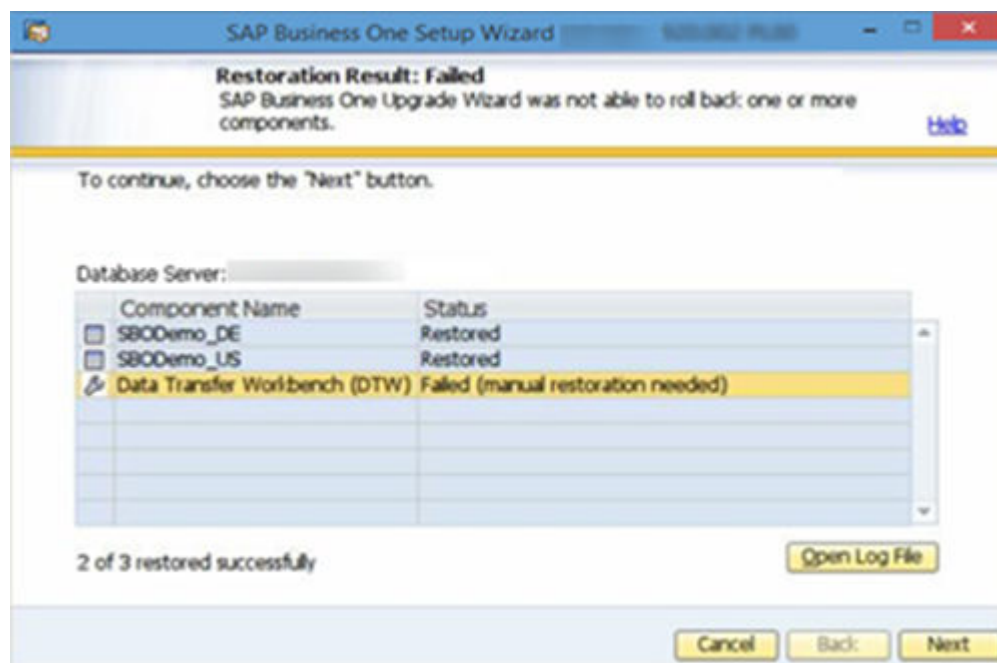 SAP Business One Setup Wizard
Restoration Result: Failed
SAP Business One Upgrade Wizard was not able to roll back one or more
components.
Help
To continue, choose the "Next" button.
Database Server:
Component Name Status
SBODemo_DE Restored
SBODemo_US Restored
Data Transfer Workbench (DTW) Failed (manual restoration needed)
2 of 3 restored successfully
Open Log File
Cancel Back Next